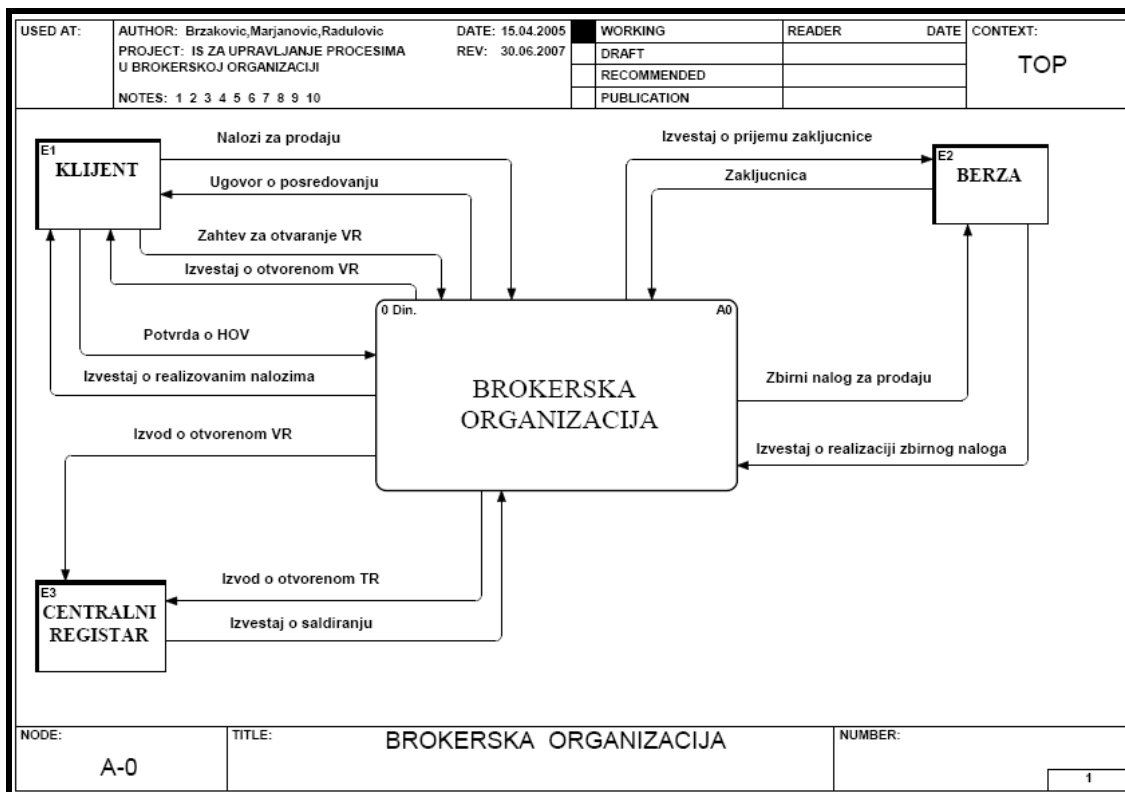 USED AT:
AUTHOR: Brzakovic,Marjanovic,Radulovic
DATE: 15.04.2005
PROJECT: IS ZA UPRAVLJANJE PROCESIMA
REV: 30.06.2007
U BROKERSKOJ ORGANIZACIJI
NOTES: 1 2 3 4 5 6 7 8 9 10
WORKING
DRAFT
RECOMMENDED
PUBLICATION
READER
DATE
CONTEXT:
TOP
E1
KLIJENT
Nalozi za prodaju
Ugovor o posredovanju
Zahtev za otvaranje VR
Izvestaj o otvorenom VR
Potvrda o HOV
Izvestaj o realizovanim nalozima
Izvod o otvorenom VR
Izvestaj o prijemu zakljucnice
Zakljucnica
E2
BERZA
0 Din.
A0
BROKERSKA
ORGANIZACIJA
Zbirni nalog za prodaju
Izvestaj o realizaciji zbirnog naloga
E3
CENTRALNI
REGISTAR
Izvod o otvorenom TR
Izvestaj o saldiranju
NODE:
A-0
TITLE:
BROKERSKA ORGANIZACIJA
NUMBER:
1